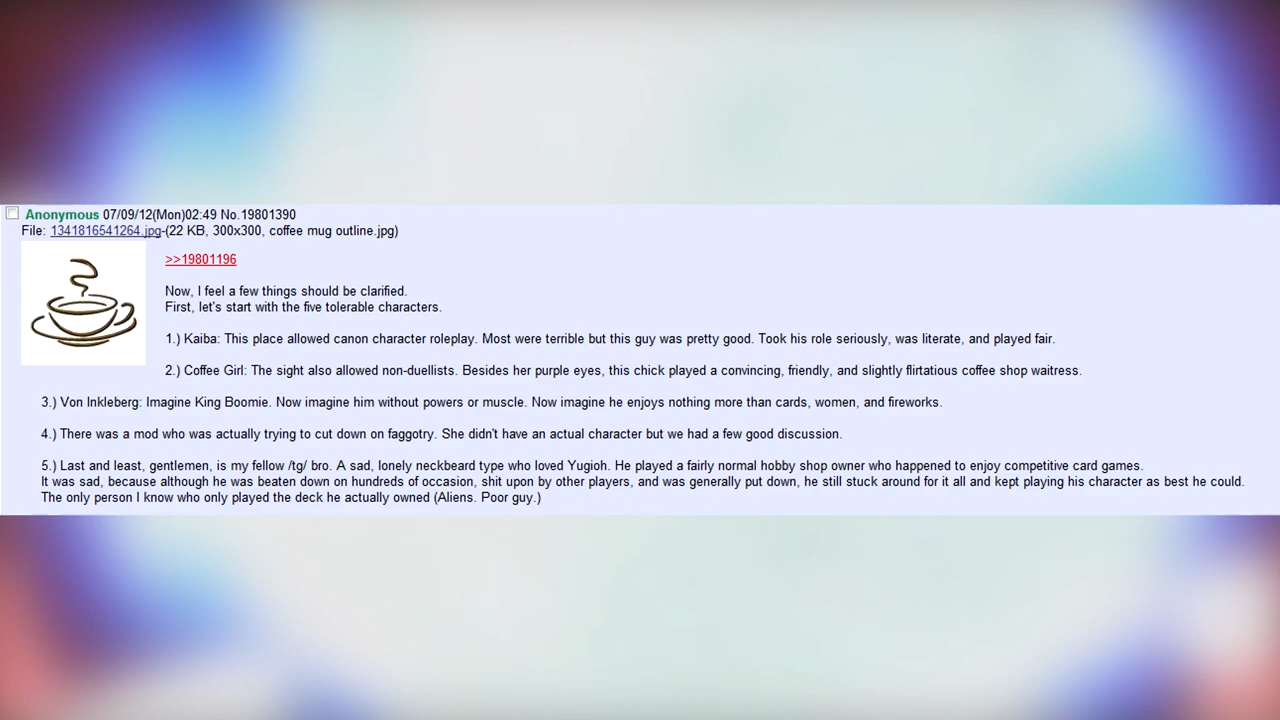 Anonymous 07/09/12(Mon)02:49 No.19801390
File: 1341816541264.jpg-(22 KB, 300x300, coffee mug outline.jpg)
>>19801196
Now, I feel a few things should be clarified.
First, let's start with the five tolerable characters.
1.) Kaiba: This place allowed canon character roleplay. Most were terrible but this guy was pretty good. Took his role seriously, was literate, and played fair.
2.) Coffee Girl: The sight also allowed non-duellists. Besides her purple eyes, this chick played a convincing, friendly, and slightly flirtatious coffee shop waitress.
3.) Von Inkleberg: Imagine King Boomie. Now imagine him without powers or muscle. Now imagine he enjoys nothing more than cards, women, and fireworks.
4.) There was a mod who was actually trying to cut down on faggotry. She didn't have an actual character but we had a few good discussion.
5.) Last and least, gentlemen, is my fellow /tg/ bro. A sad, lonely neckbeard type who loved Yugioh. He played a fairly normal hobby shop owner who happened to enjoy competitive card games.
It was sad, because although he was beaten down on hundreds of occasion, shit upon by other players, and was generally put down, he still stuck around for it all and kept playing his character as best he could.
The only person I know who only played the deck he actually owned (Aliens. Poor guy.)